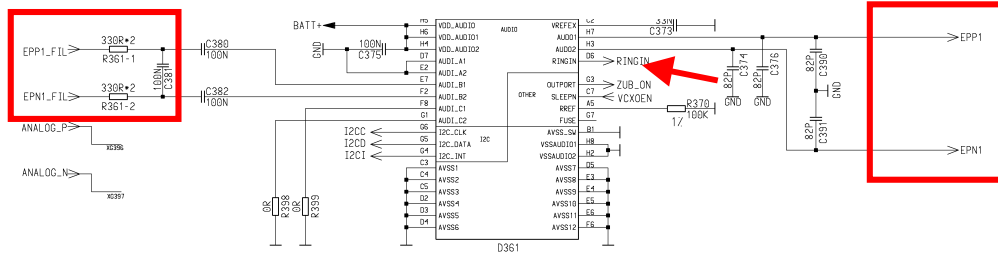 BATT+
GND
100N
C375
EPP1_FIL
330R*2
R361-1
C380
100N
100N
C381
EPN1_FIL
330R*2
R361-2
C382
100N
ANALOG_P
X0396
ANALOG_N
X0397
0R
R398
0R
R399
I2CC
I2CD
I2CI
H5 VDD_AUDIO
H6 VDD_AUDIO1
H4 VDD_AUDIO2
D7 AUDI_A1
E2 AUDI_A2
E7 AUDI_B1
F2 AUDI_B2
F8 AUDI_C1
G1 AUDI_C2
G6 I2C_CLK
G5 I2C_DATA
G4 I2C_INT
C3 AVSS1
C4 AVSS2
C5 AVSS3
D2 AVSS4
D3 AVSS5
D4 AVSS6
AUDIO
OTHER
I2C
VREFEX C2
AUDO1 H7
AUDO2 H3
RINGIN D6
OUTPORT G3
SLEEPN C7
RREF A5
FUSE G7
AVSS_SW B1
VSSAUDIO1 H8
VSSAUDIO2 H2
AVSS7 D5
AVSS8 E3
AVSS9 E4
AVSS10 E5
AVSS11 E6
AVSS12 F6
D361
33N
C373
RINGIN
ZUB_ON
VCXOEN
R370
100K
1%
82P
C374
GND
82P
C376
GND
82P
C390
GND
82P
C391
EPP1
EPN1